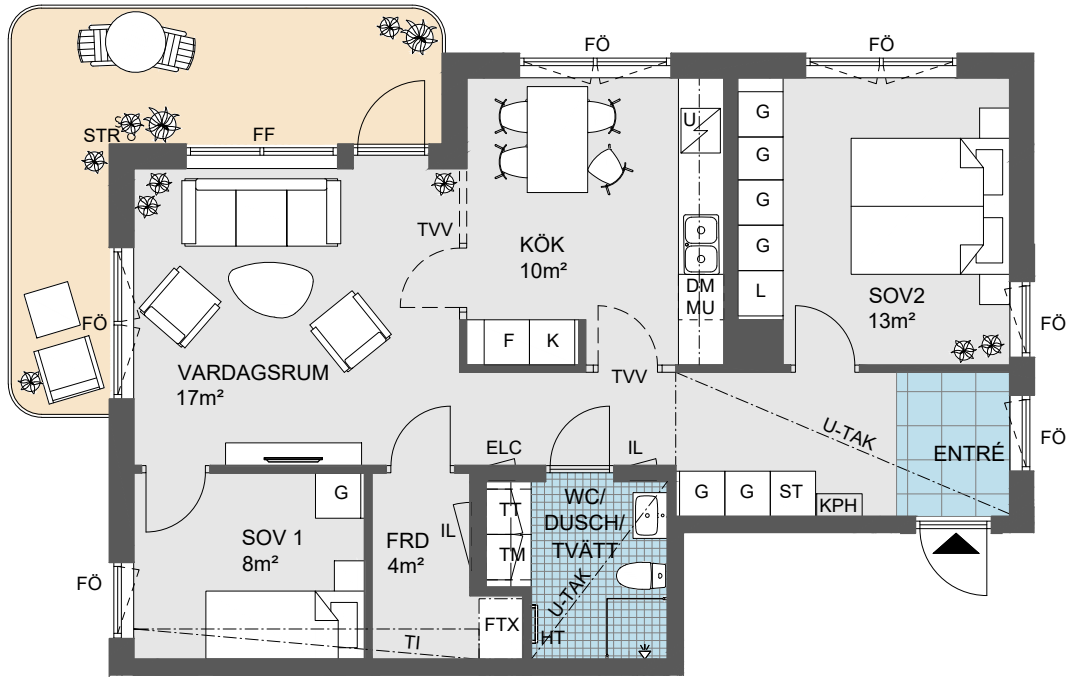 FÖ
FÖ
STR
FF
U
G
G
G
G
L
TVV
KÖK
10m²
DM
MU
SOV2
13m²
FÖ
FÖ
F
K
VARDAGSRUM
17m²
TVV
U-TAK
ENTRÉ
FÖ
ELC
IL
G
G
ST
KPH
G
SOV 1
8m²
FRD
4m²
IL
TT
TM
WC/
DUSCH/
TVÄTT
U-TAK
FÖ
FTX
HT
TI